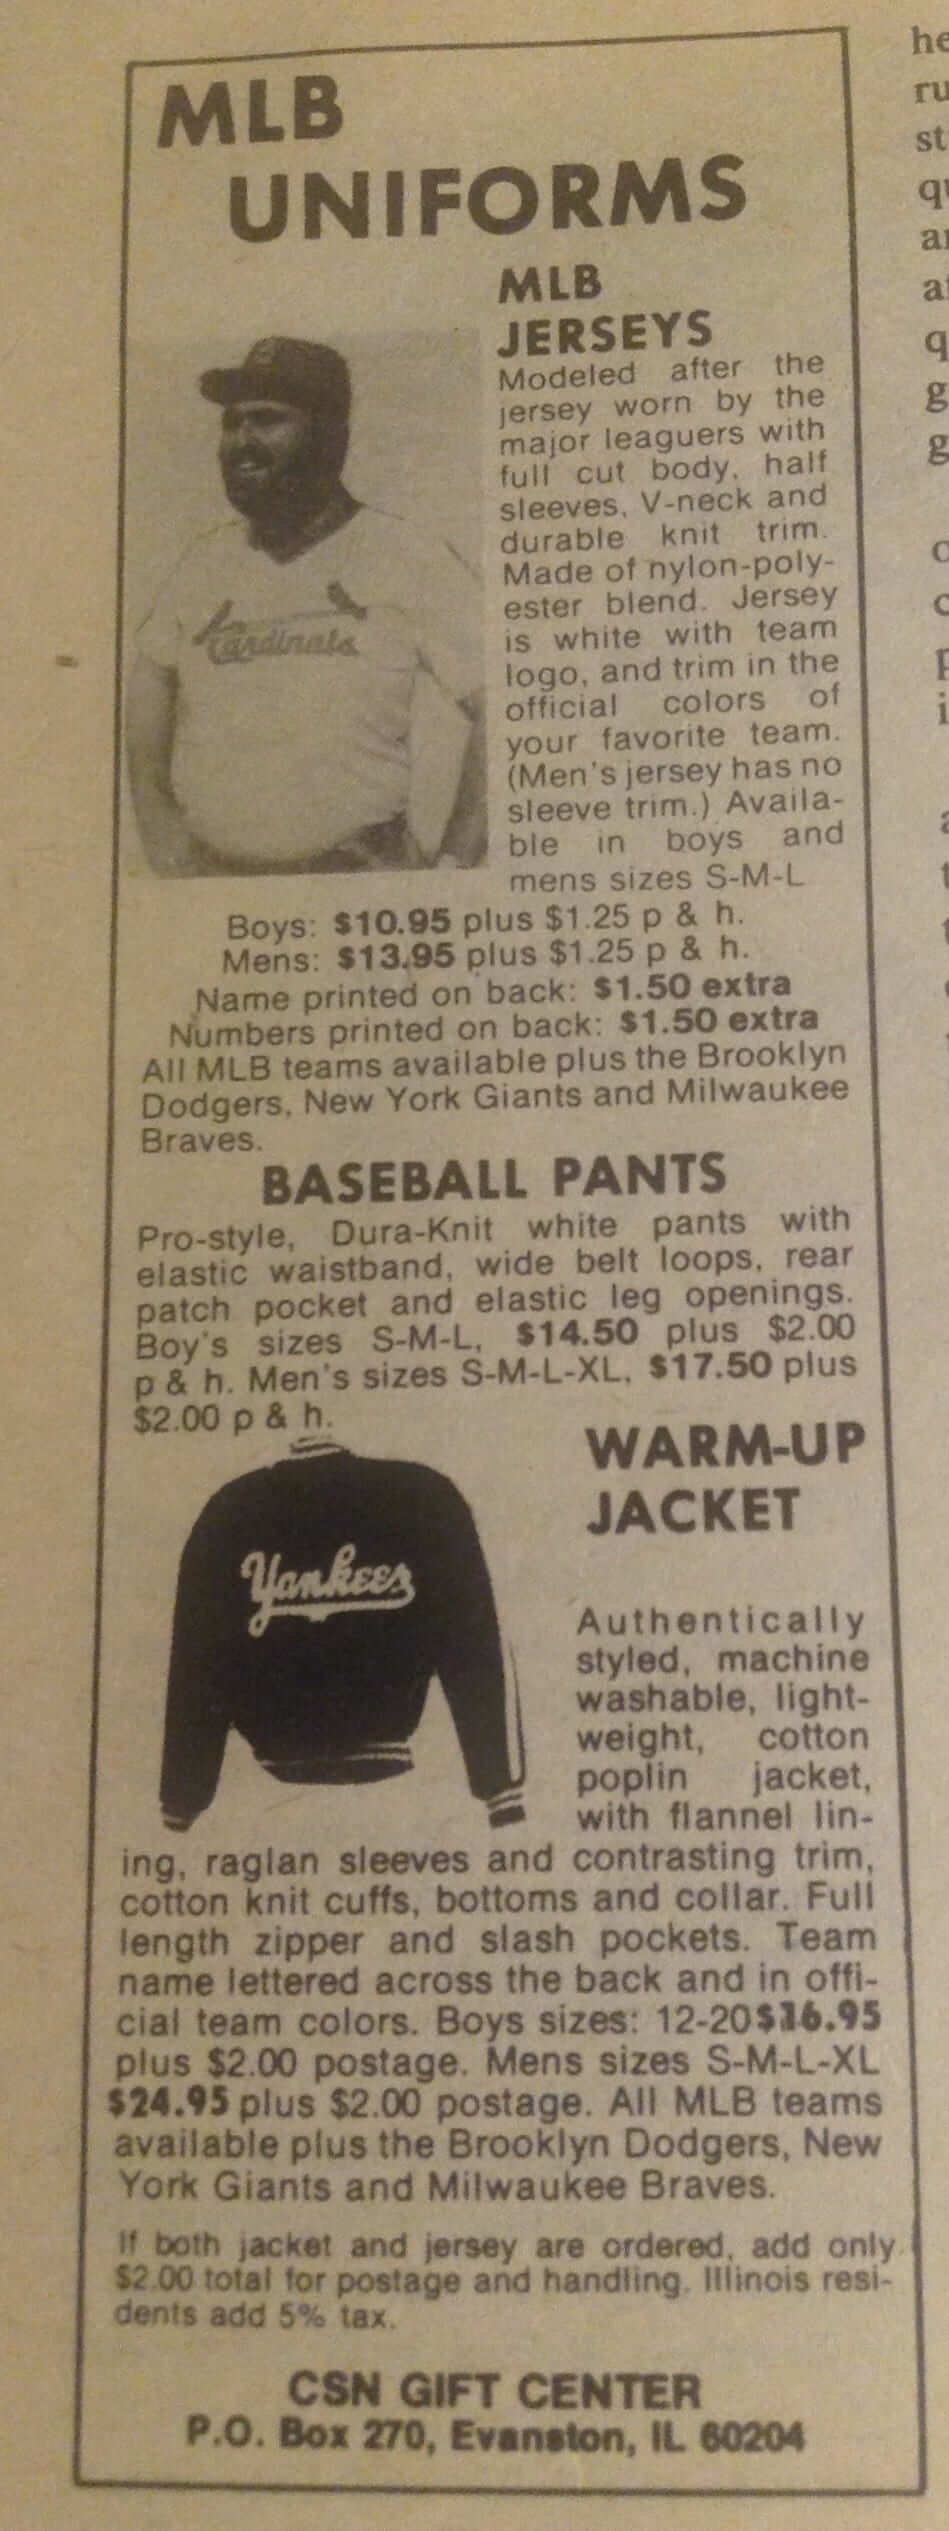 MLB
UNIFORMS
MLB
JERSEYS
Modeled after the
jersey worn by the
major leaguers with
full cut body, half
sleeves, V-neck and
durable knit trim.
Made of nylon-poly-
ester blend. Jersey
is white with team
logo, and trim in the
official colors of
your favorite team.
(Men's jersey has no
sleeve trim.) Availa-
ble in boys and
mens sizes S-M-L
Cardinals
Boys: $10.95 plus $1.25 p & h.
Mens: $13.95 plus $1.25 p & h.
Name printed on back: $1.50 extra
Numbers printed on back: $1.50 extra
All MLB teams available plus the Brooklyn
Dodgers, New York Giants and Milwaukee
Braves.
BASEBALL PANTS
Pro-style, Dura-Knit white pants with
elastic waistband, wide belt loops, rear
patch pocket and elastic leg openings.
Boy's sizes S-M-L, $14.50 plus $2.00
p & h. Men's sizes S-M-L-XL, $17.50 plus
$2.00 p & h.
WARM-UP
JACKET
Yankees
Authentically
styled, machine
washable, light-
weight, cotton
poplin jacket,
with flannel lin-
ing, raglan sleeves and contrasting trim,
cotton knit cuffs, bottoms and collar. Full
length zipper and slash pockets. Team
name lettered across the back and in offi-
cial team colors. Boys sizes: 12-20 $16.95
plus $2.00 postage. Mens sizes S-M-L-XL
$24.95 plus $2.00 postage. All MLB teams
available plus the Brooklyn Dodgers, New
York Giants and Milwaukee Braves.
If both jacket and jersey are ordered, add only
$2.00 total for postage and handling. Illinois resi-
dents add 5% tax.
CSN GIFT CENTER
P.O. Box 270, Evanston, IL 60204